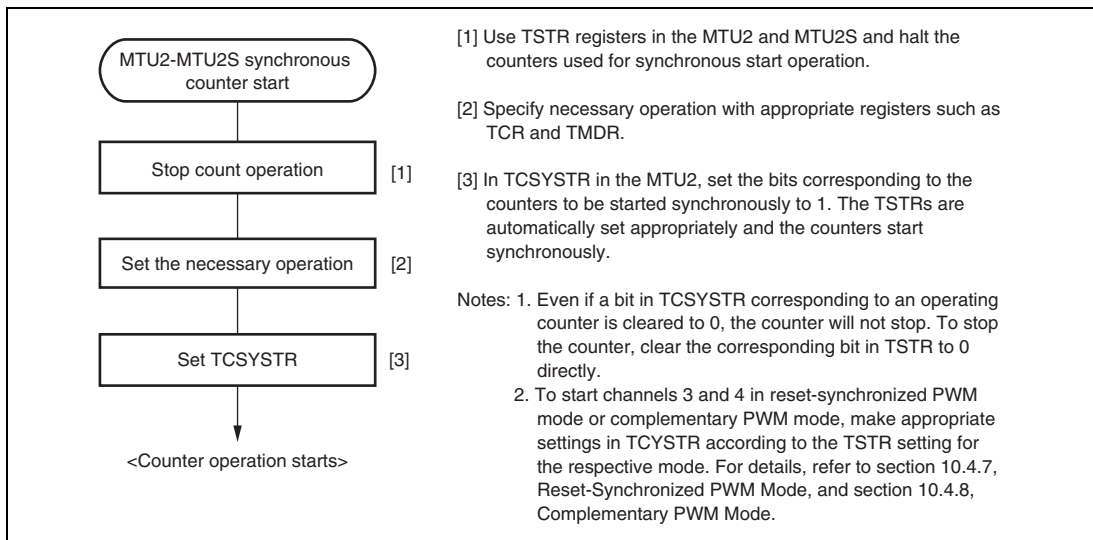 MTU2-MTU2S synchronous
counter start
Stop count operation
[1]
Set the necessary operation
[2]
Set TCSYSTR
[3]
<Counter operation starts>
[1] Use TSTR registers in the MTU2 and MTU2S and halt the
counters used for synchronous start operation.
[2] Specify necessary operation with appropriate registers such as
TCR and TMDR.
[3] In TCSYSTR in the MTU2, set the bits corresponding to the
counters to be started synchronously to 1. The TSTRs are
automatically set appropriately and the counters start
synchronously.
Notes: 1. Even if a bit in TCSYSTR corresponding to an operating
counter is cleared to 0, the counter will not stop. To stop
the counter, clear the corresponding bit in TSTR to 0
directly.
2. To start channels 3 and 4 in reset-synchronized PWM
mode or complementary PWM mode, make appropriate
settings in TCYSTR according to the TSTR setting for
the respective mode. For details, refer to section 10.4.7,
Reset-Synchronized PWM Mode, and section 10.4.8,
Complementary PWM Mode.